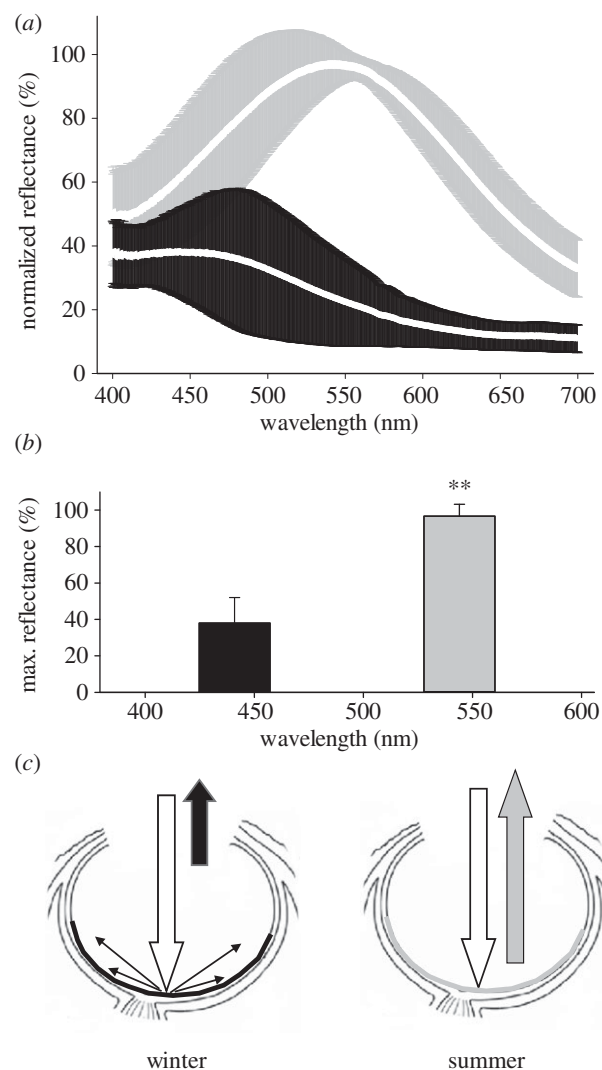 (a)
normalized reflectance (%)
100
80
60
40
20
0
400 450 500 550 600 650 700
wavelength (nm)
(b)
max. reflectance (%)
100
80
60
40
20
0
**
400 450 500 550 600
wavelength (nm)
(c)
winter summer